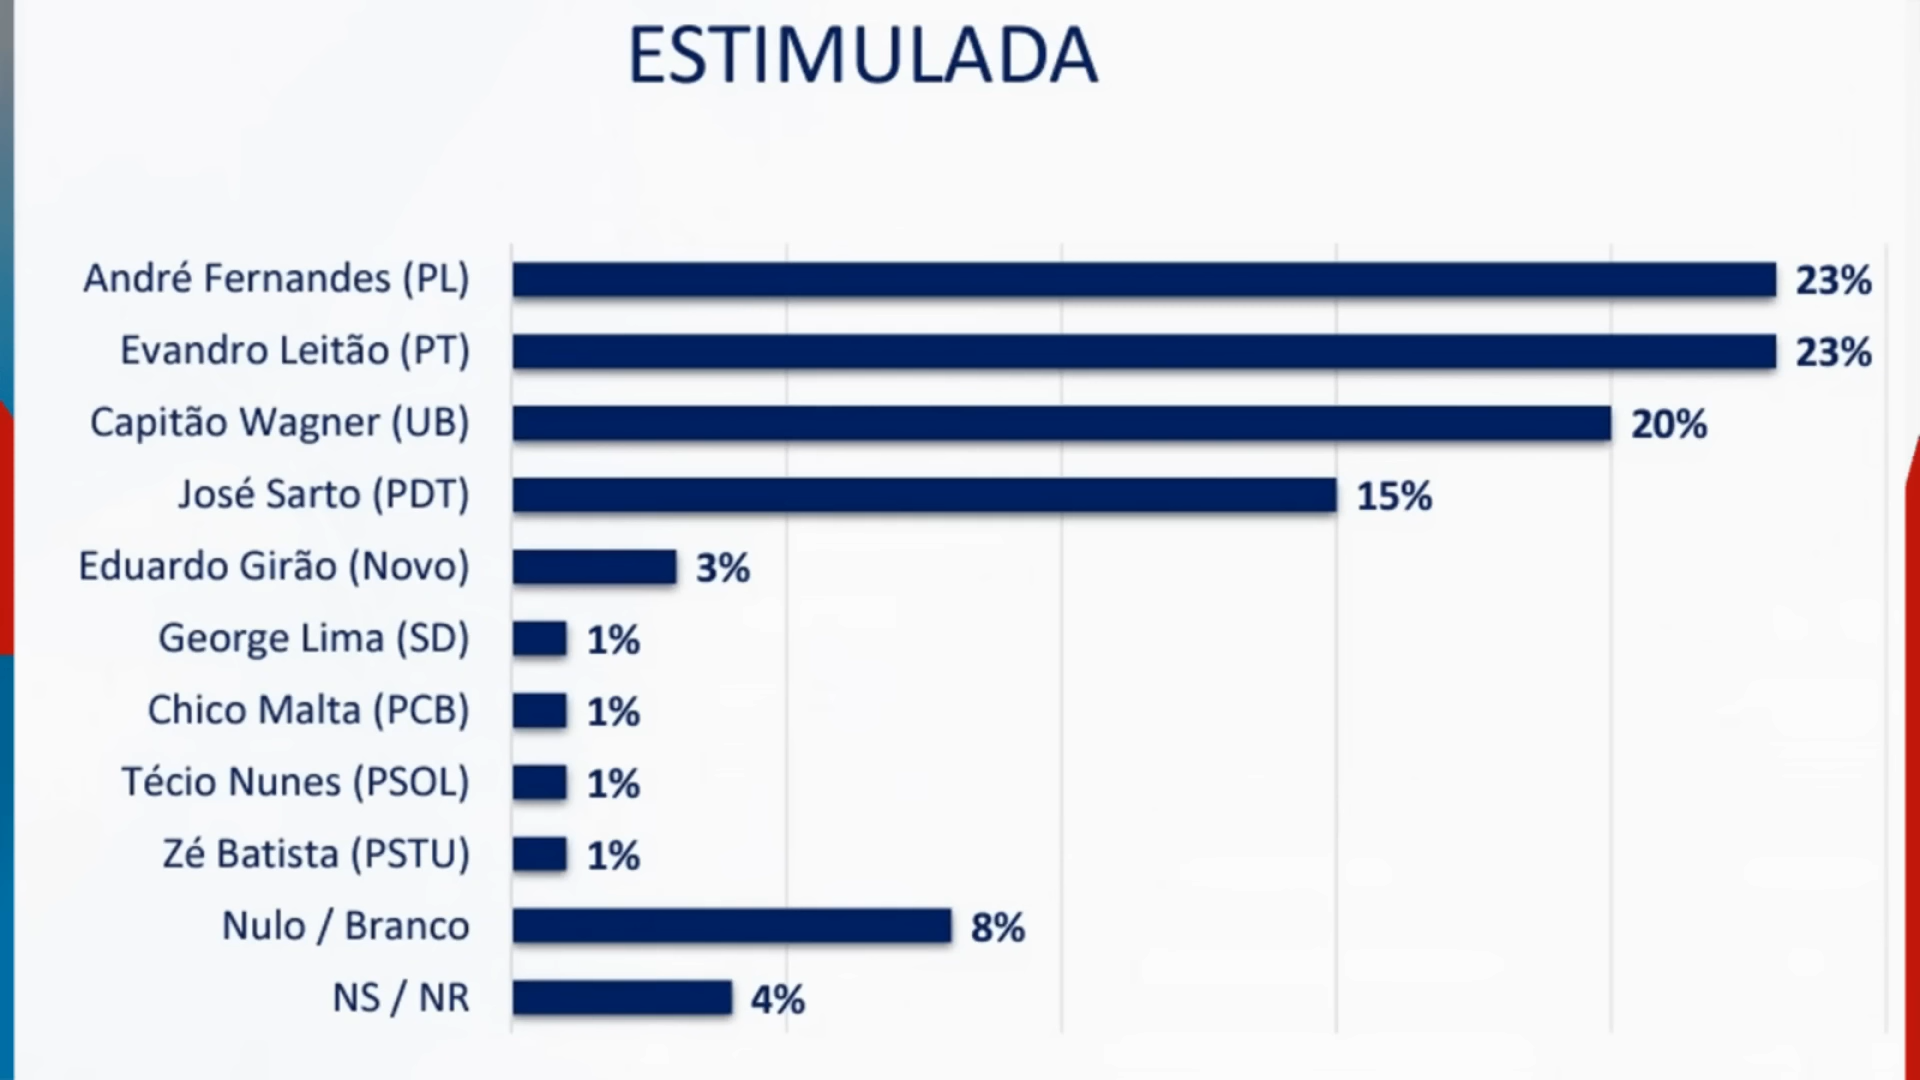 ESTIMULADA
André Fernandes (PL) 23%
Evandro Leitão (PT) 23%
Capitão Wagner (UB) 20%
José Sarto (PDT) 15%
Eduardo Girão (Novo) 3%
George Lima (SD) 1%
Chico Malta (PCB) 1%
Técio Nunes (PSOL) 1%
Zé Batista (PSTU) 1%
Nulo / Branco 8%
NS / NR 4%